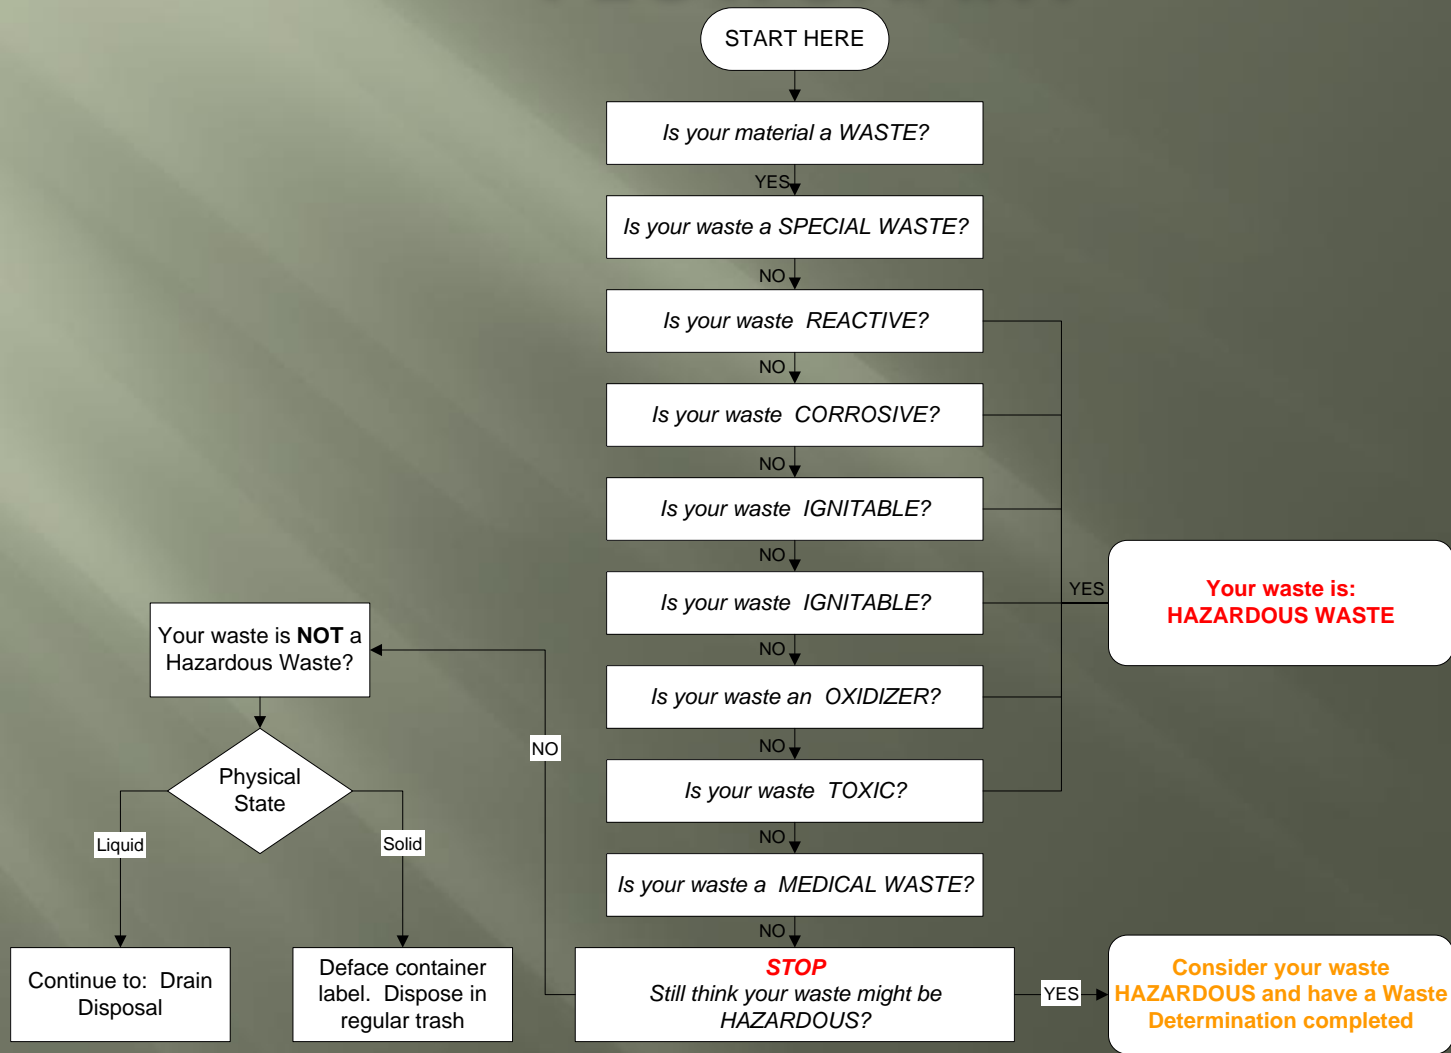 START HERE
Is your material a WASTE?
YES
Is your waste a SPECIAL WASTE?
NO
Is your waste REACTIVE?
NO
Is your waste CORROSIVE?
NO
Is your waste IGNITABLE?
NO
Is your waste IGNITABLE?
NO
Is your waste an OXIDIZER?
NO
Is your waste TOXIC?
NO
Is your waste a MEDICAL WASTE?
NO
STOP
Still think your waste might be
HAZARDOUS?
YES
Your waste is:
HAZARDOUS WASTE
YES
Consider your waste
HAZARDOUS and have a Waste
Determination completed
NO
Your waste is NOT a
Hazardous Waste?
Physical
State
Liquid
Solid
Continue to: Drain
Disposal
Deface container
label. Dispose in
regular trash